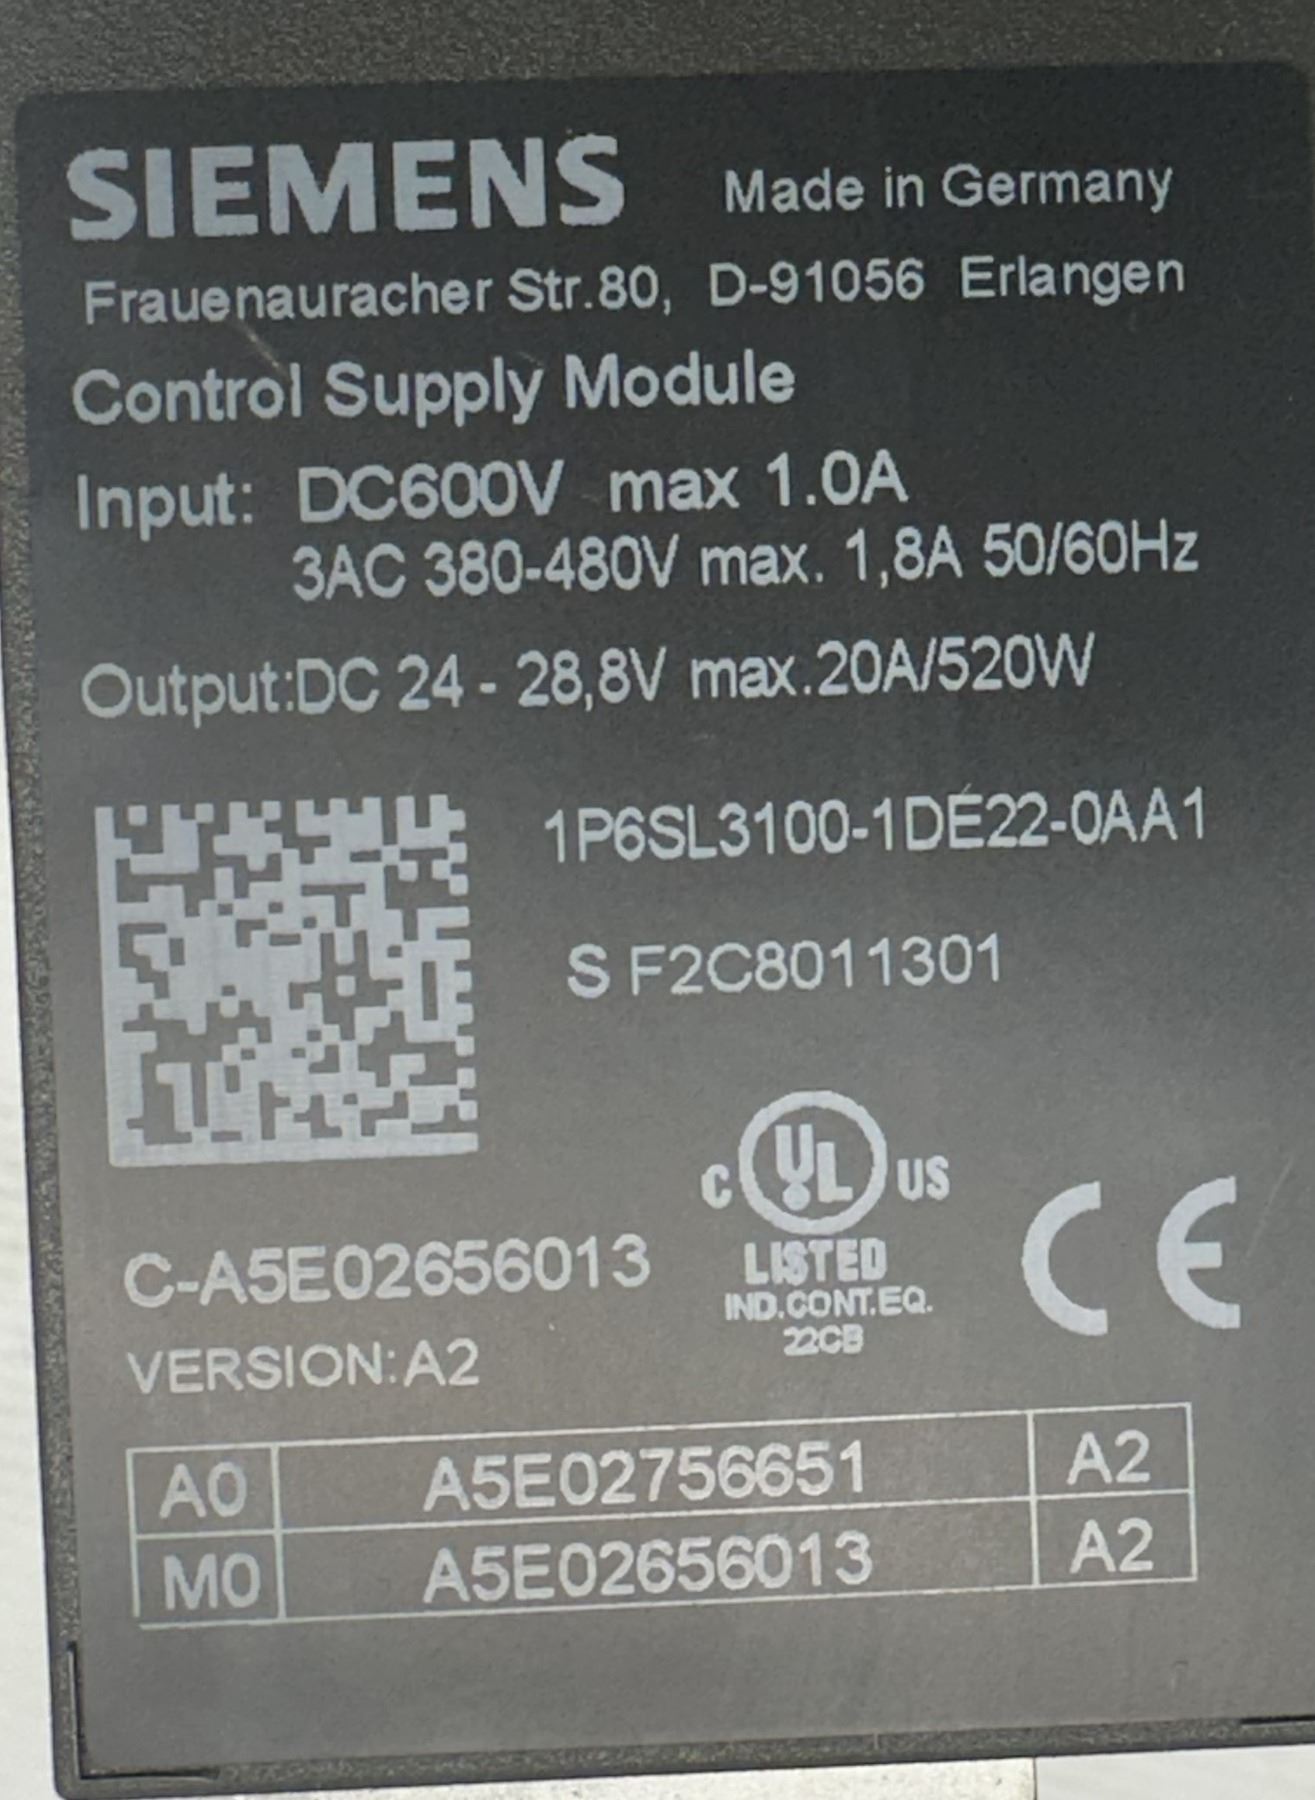 SIEMENS Made in Germany
Frauenauracher Str.80, D-91056 Erlangen
Control Supply Module
Input: DC600V max 1.0A
3AC 380-480V max. 1,8A 50/60Hz
Output:DC 24 - 28,8V max.20A/520W
1P6SL3100-1DE22-0AA1
S F2C8011301
C UL US
LISTED
IND.CONT.EQ.
22CB
CE
C-A5E02656013
VERSION:A2
A0 A5E02756651 A2
M0 A5E02656013 A2